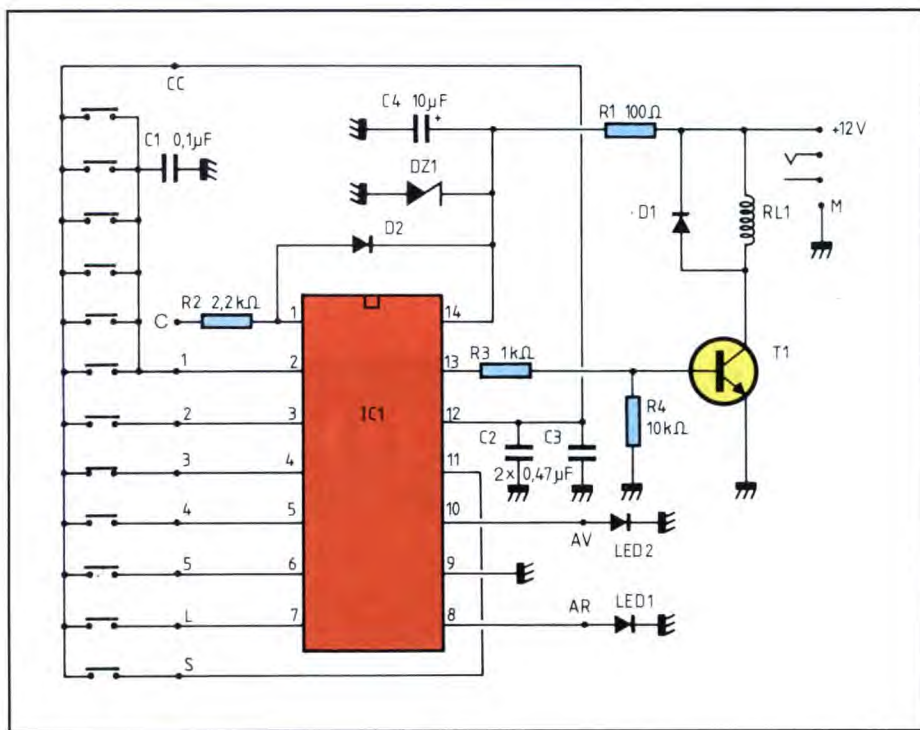 CC
C4 10µF
+
R1 100Ω
+12V
C1 0,1µF
DZ1
D1
RL1
M
D2
C
R2 2,2kΩ
1
14
1
2
13
R3 1kΩ
T1
2
3
IC1
12
R4
10kΩ
3
4
11
C2
C3
2x 0,47µF
4
5
10
AV
LED2
5
6
9
L
7
8
AR
LED1
S